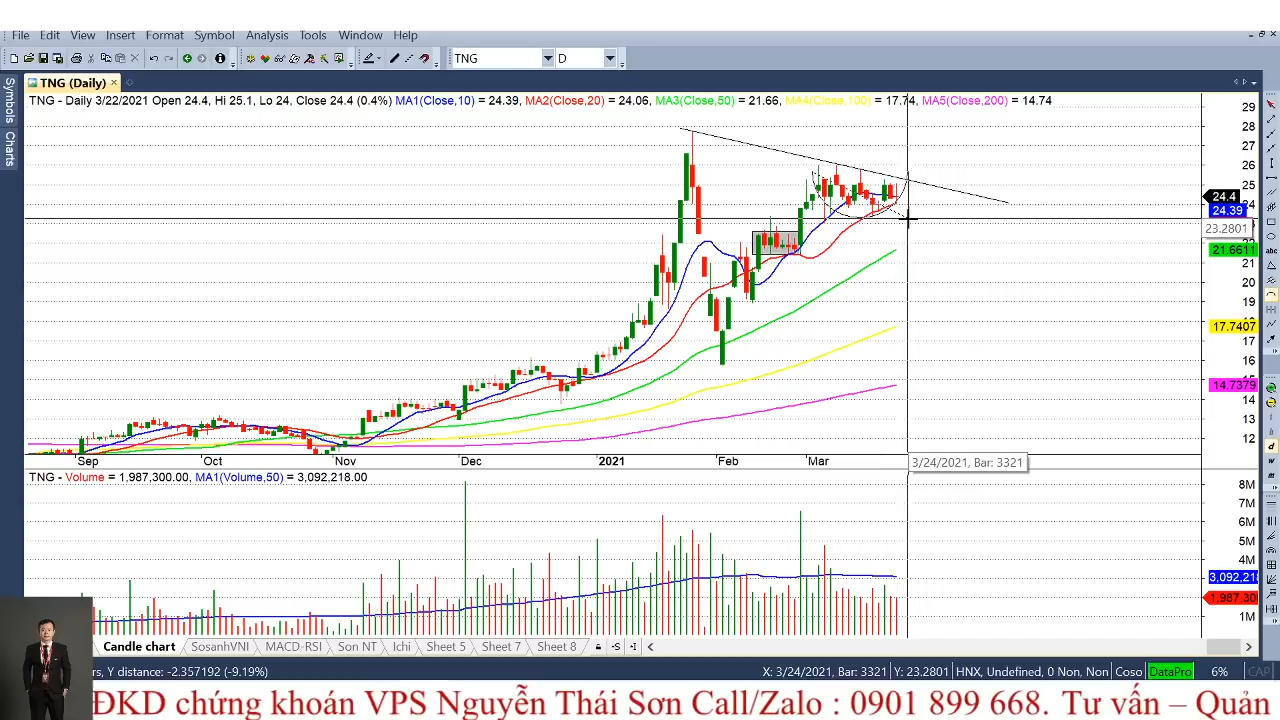 File Edit View Insert Format Symbol Analysis Tools Window Help
TNG D
TNG (Daily)
Symbols
Charts
TNG - Daily 3/22/2021 Open 24.4, Hi 25.1, Lo 24, Close 24.4 (0.4%) MA1(Close,10) = 24.39, MA2(Close,20) = 24.06, MA3(Close,50) = 21.66, MA4(Close,100) = 17.74, MA5(Close,200) = 14.74
29
28
27
26
25
24.4
24.39
23.2801
21.6611
21
20
19
18
17.7407
17
16
14.7379
14
13
12
Sep Oct Nov Dec 2021 Feb Mar
3/24/2021, Bar: 3321
TNG - Volume = 1,987,300.00, MA1(Volume,50) = 3,092,218.00
8M
7M
6M
5M
4M
3,092,218
1,987,30
1M
Candle chart SosanhVNI MACD-RSI Son NT Ichi Sheet 5 Sheet 7 Sheet 8
rs, Y distance: -2.357192 (-9.19%) X: 3/24/2021, Bar: 3321 Y: 23.2801 HNX, Undefined, 0 Non, Non Coso DataPro 6% CAP
ĐKD chứng khoán VPS Nguyễn Thái Sơn Call/Zalo : 0901 899 668. Tư vấn – Quản